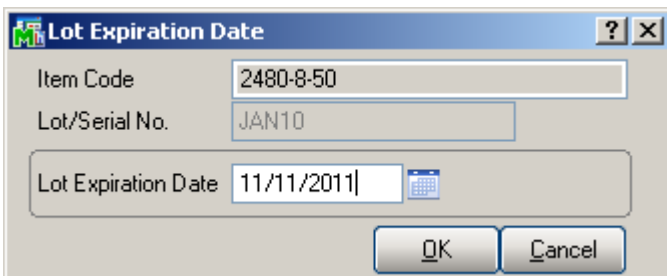 Lot Expiration Date
Item Code 2480-8-50
Lot/Serial No. JAN10
Lot Expiration Date 11/11/2011
OK Cancel